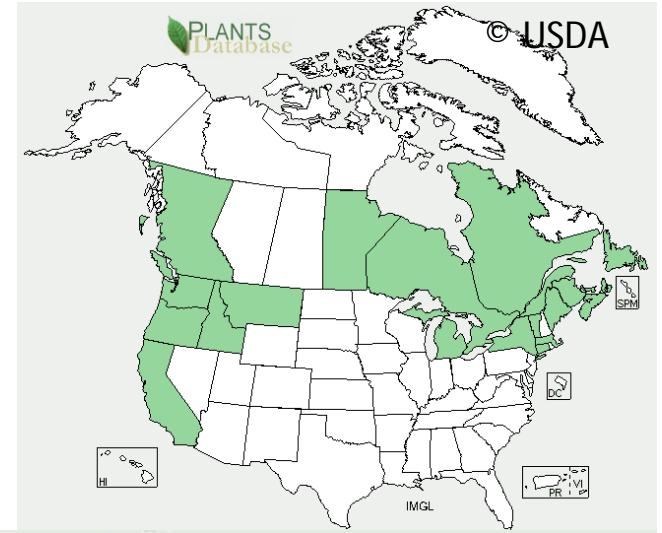 PLANTS
Database
© USDA
SPM
DC
HI
PR VI
IMGL